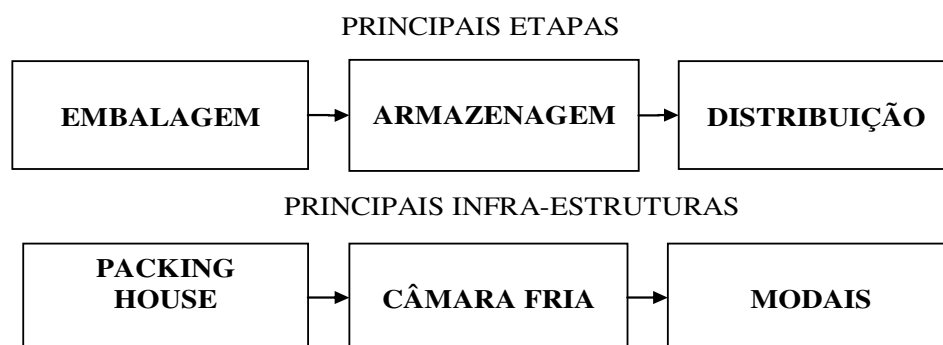 PRINCIPAIS ETAPAS
EMBALAGEM
ARMAZENAGEM
DISTRIBUIÇÃO
PRINCIPAIS INFRA-ESTRUTURAS
PACKING
HOUSE
CÂMARA FRIA
MODAIS